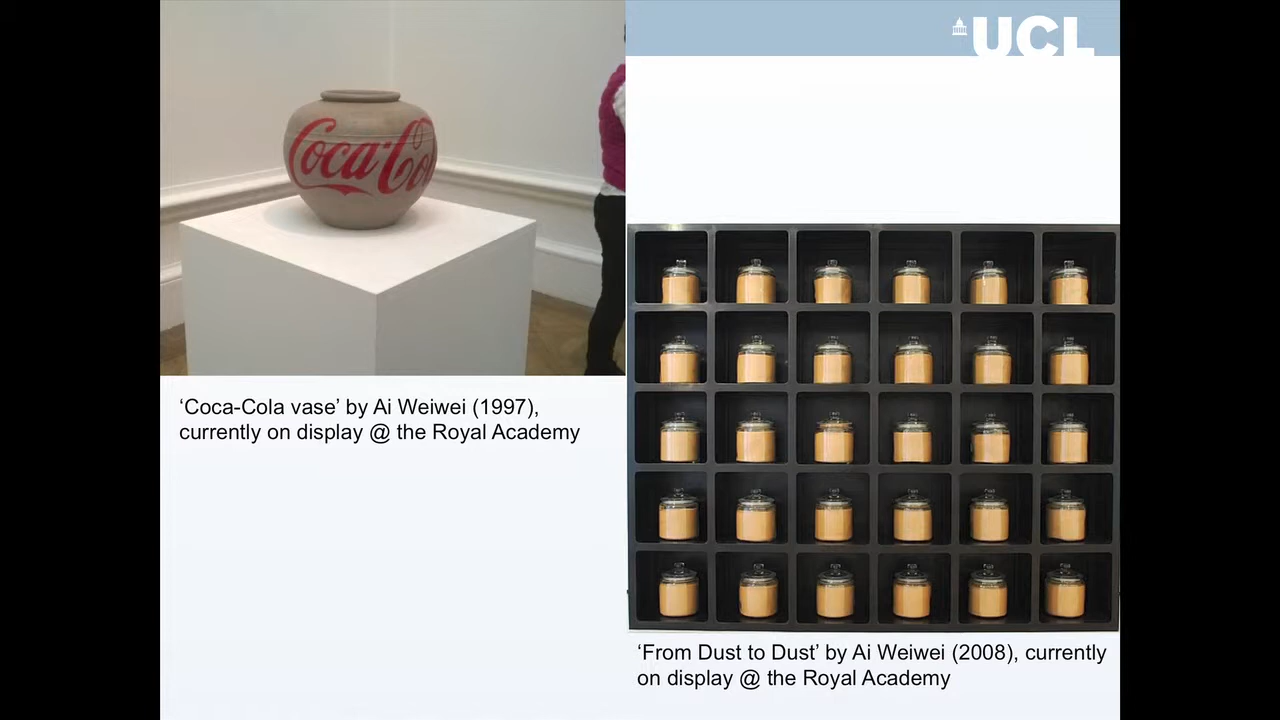 UCL
Coca-Col
'Coca-Cola vase' by Ai Weiwei (1997),
currently on display @ the Royal Academy
'From Dust to Dust' by Ai Weiwei (2008), currently
on display @ the Royal Academy